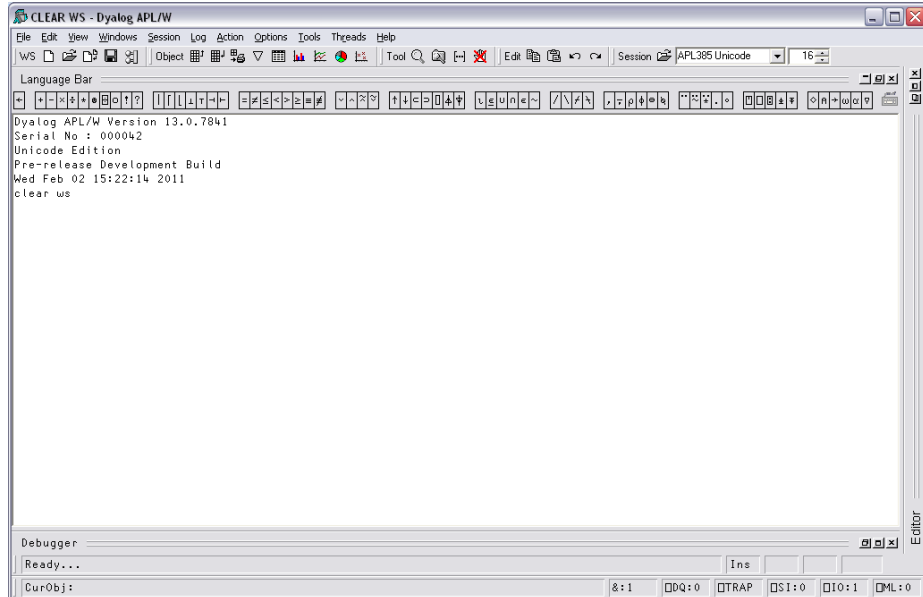 CLEAR WS - Dyalog APL/W
File Edit View Windows Session Log Action Options Tools Threads Help
WS Object Tool Edit Session APL385 Unicode 16
Language Bar
← + - × ÷ * ⍟ ⌹ ○ ! ? | ⌈ ⌊ ⊥ ⊤ ⊣ ⊢ = ≠ ≤ < > ≥ ≡ ≢ ∨ ∧ ⍲ ⍱ ↑ ↓ ⊂ ⊃ ⌷ ⍋ ⍒ ⍳ ⍷ ∪ ∩ ∊ ~ / \ ⌿ ⍀ , ⍪ ⍴ ⌽ ⊖ ⍉ ¨ ⍨ ⍣ . ∘ ⍞ ⎕ ⍠ ⍎ ⍕ ⋄ ⍝ → ⍵ ⍺ ∇
Dyalog APL/W Version 13.0.7841
Serial No : 000042
Unicode Edition
Pre-release Development Build
Wed Feb 02 15:22:14 2011
clear ws
Editor
Debugger
Ready...
Ins
CurObj:
&:1 ⎕DQ:0 ⎕TRAP ⎕SI:0 ⎕IO:1 ⎕ML:0